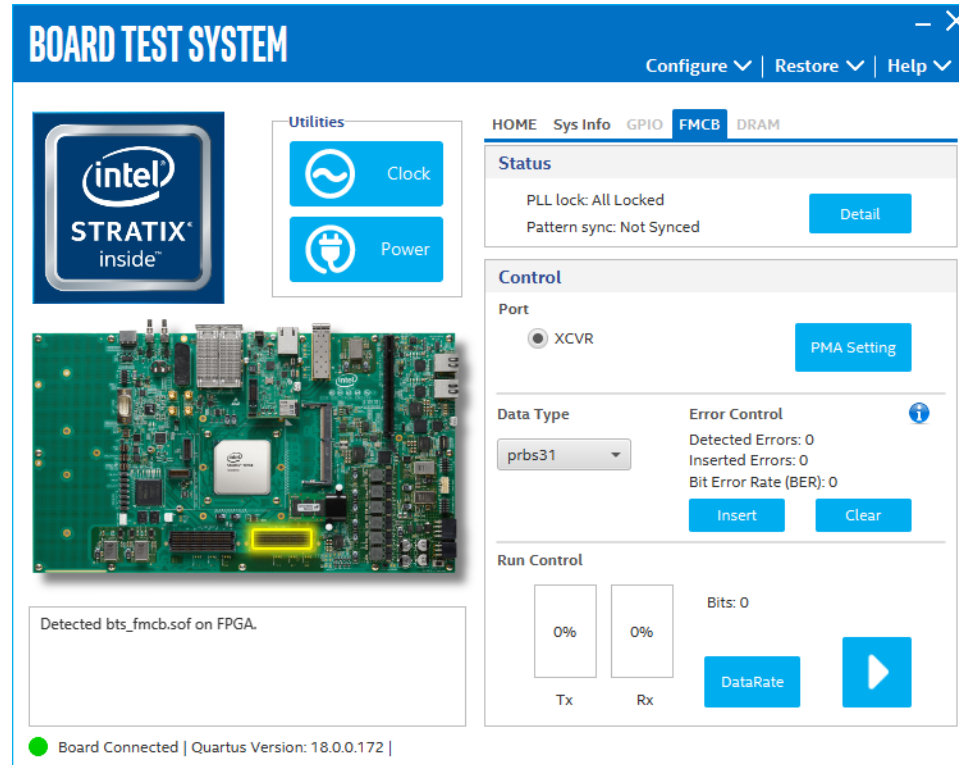 BOARD TEST SYSTEM
Configure | Restore | Help
intel
STRATIX
inside™
Utilities
Clock
Power
HOME Sys Info GPIO FMCB DRAM
Status
PLL lock: All Locked
Pattern sync: Not Synced
Detail
Control
Port
XCVR
PMA Setting
Data Type
prbs31
Error Control
Detected Errors: 0
Inserted Errors: 0
Bit Error Rate (BER): 0
Insert
Clear
Run Control
0%
0%
Tx
Rx
Bits: 0
DataRate
Detected bts_fmcb.sof on FPGA.
Board Connected | Quartus Version: 18.0.0.172 |